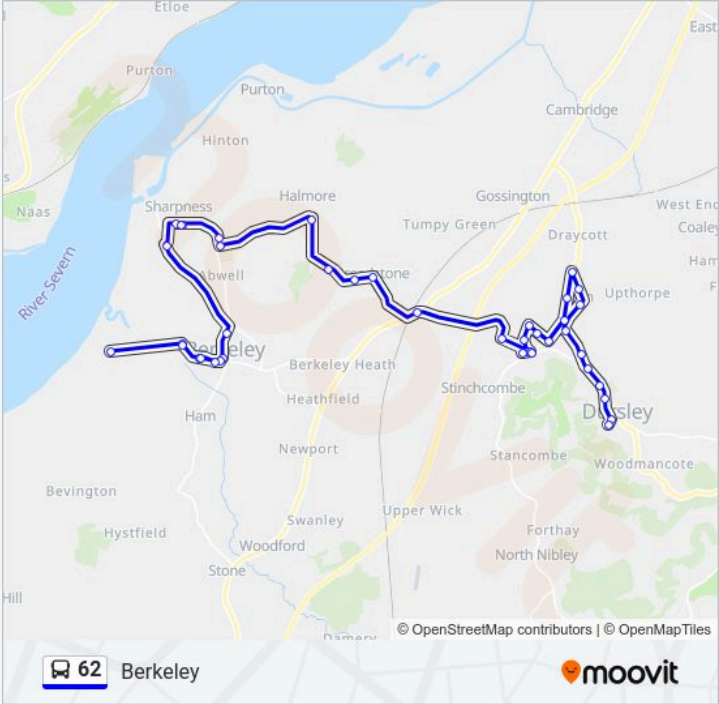 Etloe
East
Purton
Purton
Cambridge
Hinton
Naas
Sharpness
Halmore
Gossington
West End
Tumpy Green
Coaley
Draycott
Ham
River Severn
Abwell
Upthorpe
F
Berkeley
Berkeley Heath
Stinchcombe
Heathfield
Ham
Dursley
Newport
Stancombe
Woodmancote
Bevington
Upper Wick
Hystfield
Swanley
Forthay
Woodford
North Nibley
Stone
Hill
Damery
© OpenStreetMap contributors | © OpenMapTiles
62 Berkeley
moovit